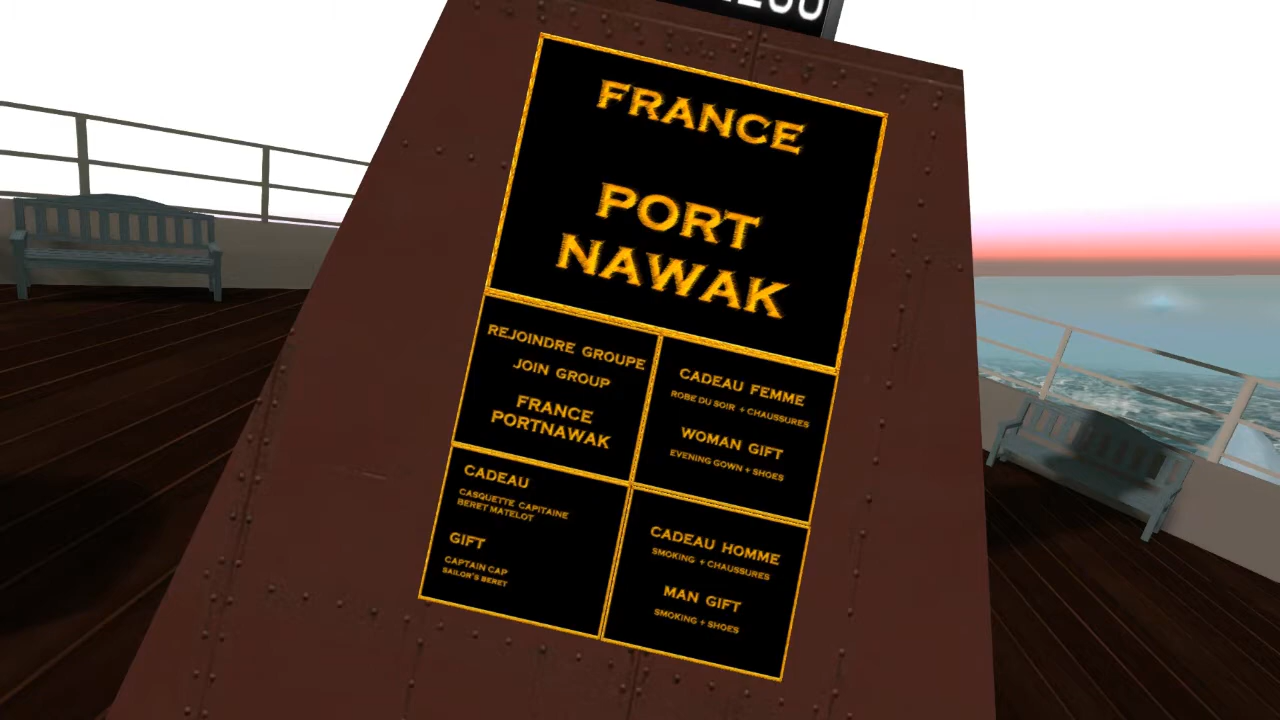 FRANCE
PORT
NAWAK
REJOINDRE GROUPE
JOIN GROUP
FRANCE
PORTNAWAK
CADEAU FEMME
ROBE DU SOIR + CHAUSSURES
WOMAN GIFT
EVENING GOWN + SHOES
CADEAU
CASQUETTE CAPITAINE
BERET MATELOT
GIFT
CAPTAIN CAP
SAILOR'S BERET
CADEAU HOMME
SMOKING + CHAUSSURES
MAN GIFT
SMOKING + SHOES